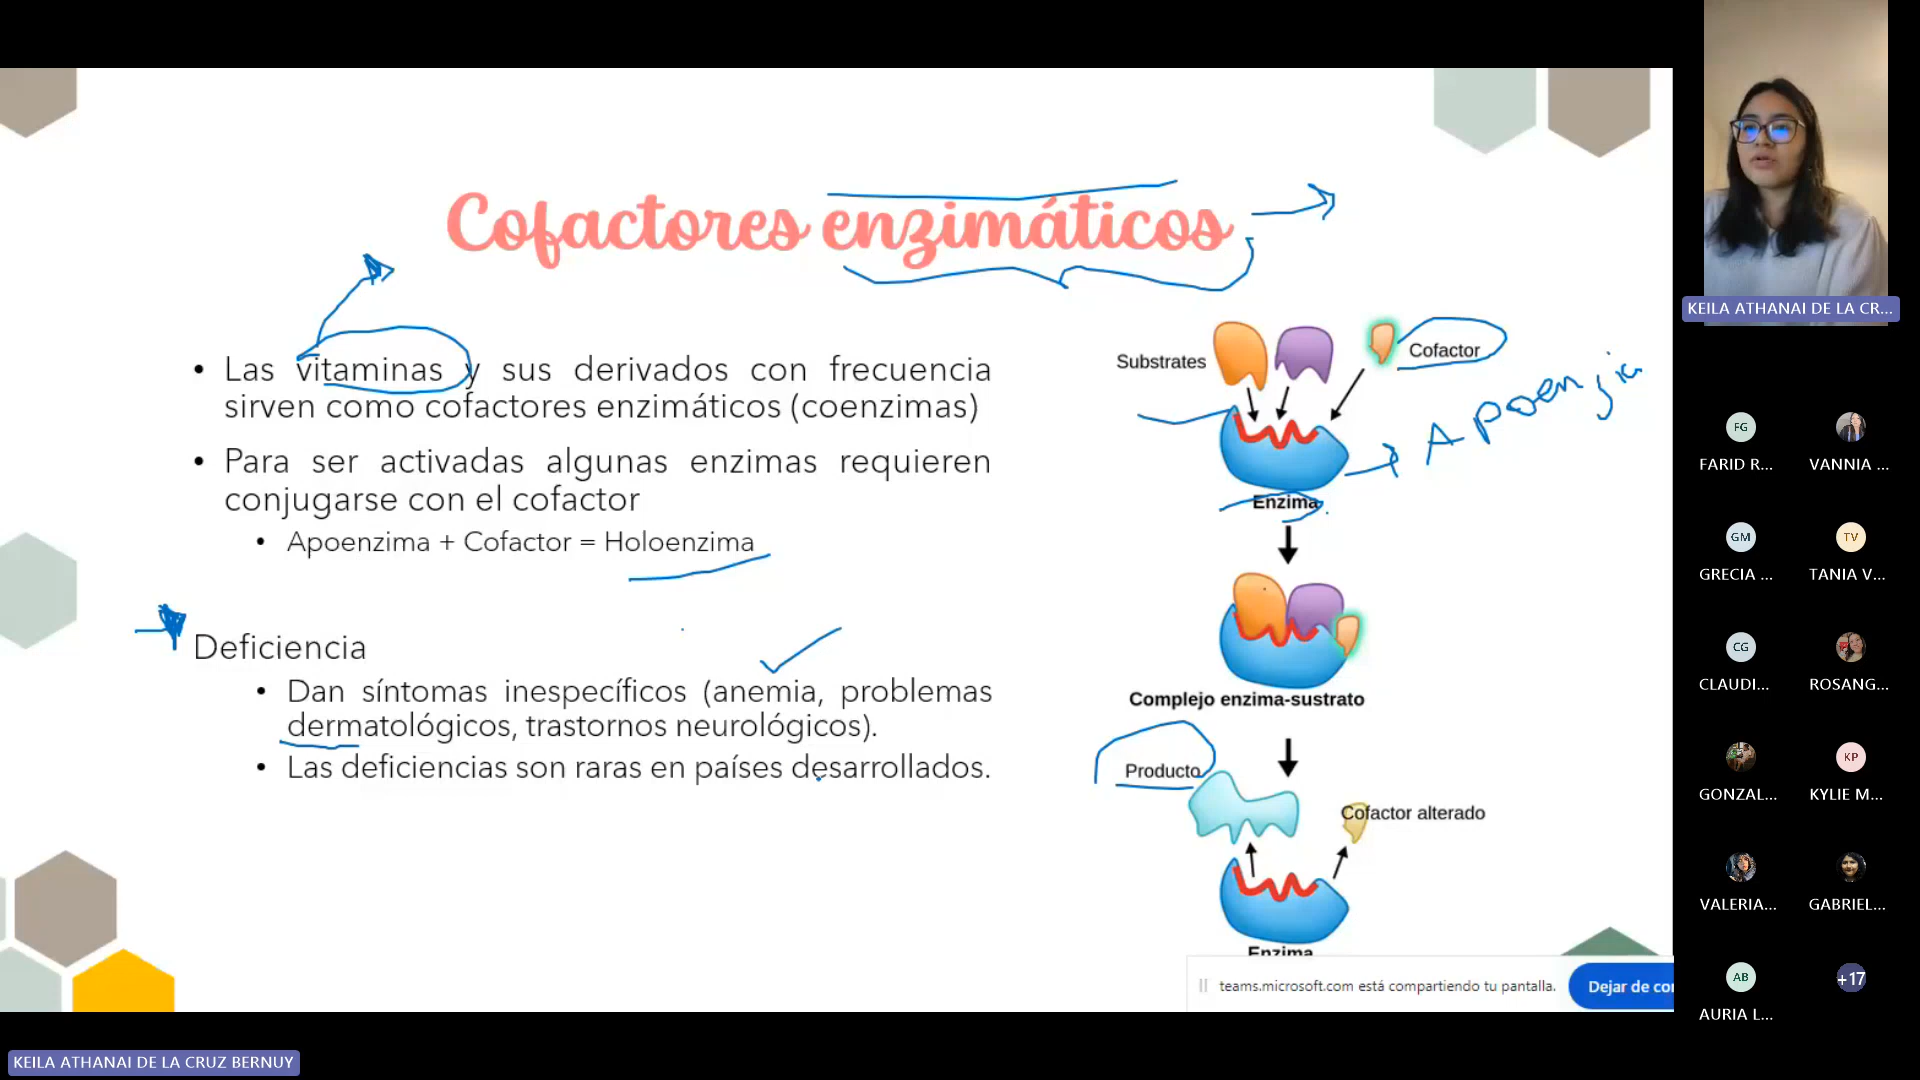 Cofactores enzimáticos
• Las vitaminas y sus derivados con frecuencia
sirven como cofactores enzimáticos (coenzimas)
• Para ser activadas algunas enzimas requieren
conjugarse con el cofactor
• Apoenzima + Cofactor = Holoenzima
Deficiencia
• Dan síntomas inespecíficos (anemia, problemas
dermatológicos, trastornos neurológicos).
• Las deficiencias son raras en países desarrollados.
Substrates
Cofactor
Enzima
Complejo enzima-sustrato
Producto
Cofactor alterado
Enzima
teams.microsoft.com está compartiendo tu pantalla.
Dejar de co
KEILA ATHANAI DE LA CR...
FG
FARID R...
VANNIA ...
GM
GRECIA ...
TV
TANIA V...
CG
CLAUDI...
ROSANG...
GONZAL...
KP
KYLIE M...
VALERIA...
GABRIEL...
AB
AURIA L...
+17
KEILA ATHANAI DE LA CRUZ BERNUY